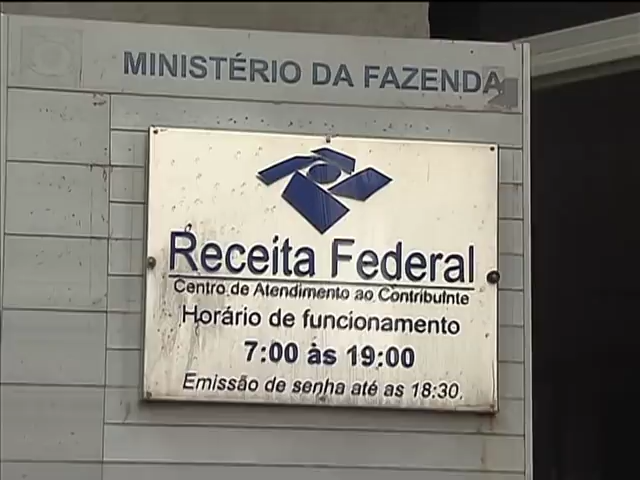 MINISTÉRIO DA FAZENDA
Receita Federal
Centro de Atendimento ao Contribuinte
Horário de funcionamento
7:00 às 19:00
Emissão de senha até as 18:30.